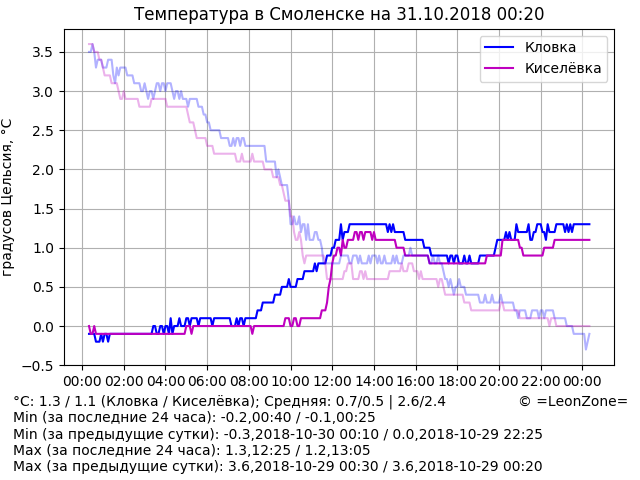 Температура в Смоленске на 31.10.2018 00:20
градусов Цельсия, °C
3.5
3.0
2.5
2.0
1.5
1.0
0.5
0.0
−0.5
Кловка
Киселёвка
00:00 02:00 04:00 06:00 08:00 10:00 12:00 14:00 16:00 18:00 20:00 22:00 00:00
°C: 1.3 / 1.1 (Кловка / Киселёвка); Средняя: 0.7/0.5 | 2.6/2.4 © =LeonZone=
Min (за последние 24 часа): -0.2,00:40 / -0.1,00:25
Min (за предыдущие сутки): -0.3,2018-10-30 00:10 / 0.0,2018-10-29 22:25
Max (за последние 24 часа): 1.3,12:25 / 1.2,13:05
Max (за предыдущие сутки): 3.6,2018-10-29 00:30 / 3.6,2018-10-29 00:20